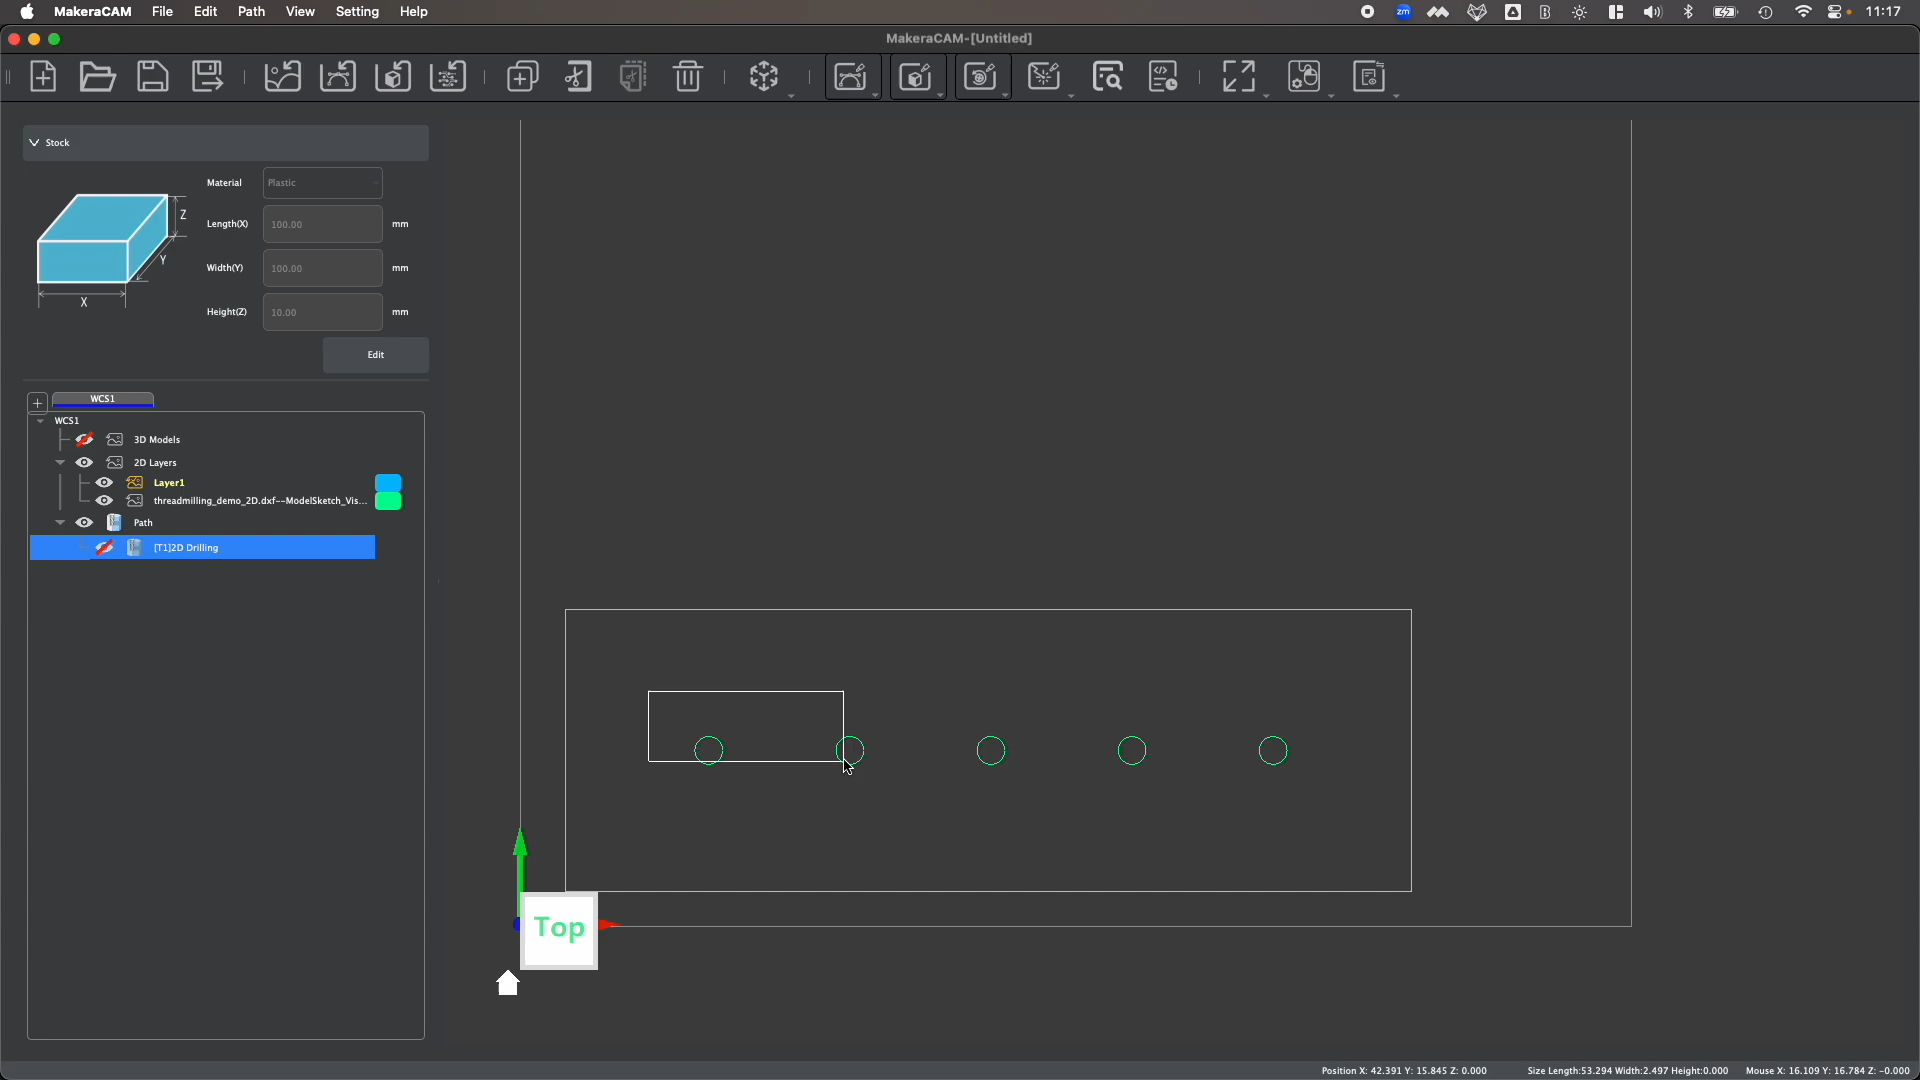 MakeraCAM File Edit Path View Setting Help
zm 11:17
MakeraCAM-[Untitled]
Stock
Material Plastic
Length(X) 100.00 mm
Width(Y) 100.00 mm
Height(Z) 10.00 mm
Z
Y
X
Edit
+ WCS1
WCS1
3D Models
2D Layers
Layer1
threadmilling_demo_2D.dxf--ModelSketch_Vis...
Path
[T1]2D Drilling
Top
Position X: 42.391 Y: 15.845 Z: 0.000 Size Length:53.294 Width:2.497 Height:0.000 Mouse X: 16.109 Y: 16.784 Z: -0.000